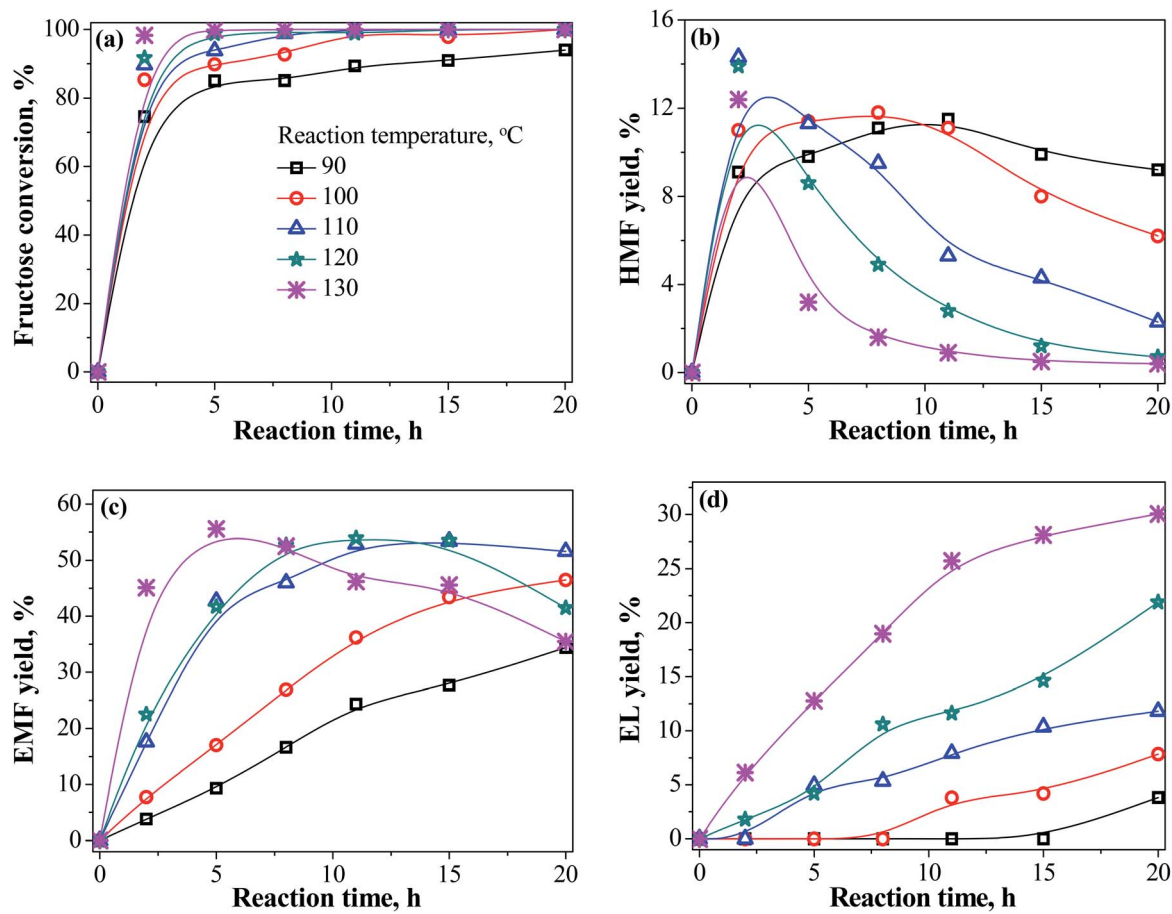 (a)
100
80
60
40
20
0
Fructose conversion, %
Reaction temperature, °C
90
100
110
120
130
0 5 10 15 20
Reaction time, h
(b)
16
12
8
4
0
HMF yield, %
0 5 10 15 20
Reaction time, h
(c)
60
50
40
30
20
10
0
EMF yield, %
0 5 10 15 20
Reaction time, h
(d)
30
25
20
15
10
5
0
EL yield, %
0 5 10 15 20
Reaction time, h